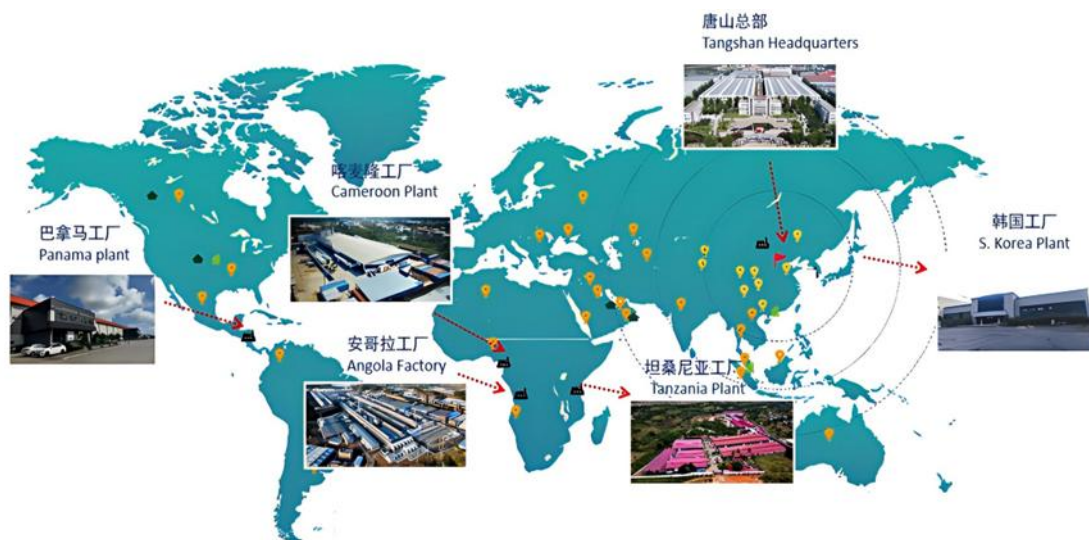 唐山总部
Tangshan Headquarters
喀麦隆工厂
Cameroon Plant
巴拿马工厂
Panama plant
韩国工厂
S. Korea Plant
安哥拉工厂
Angola Factory
坦桑尼亚工厂
Tanzania Plant